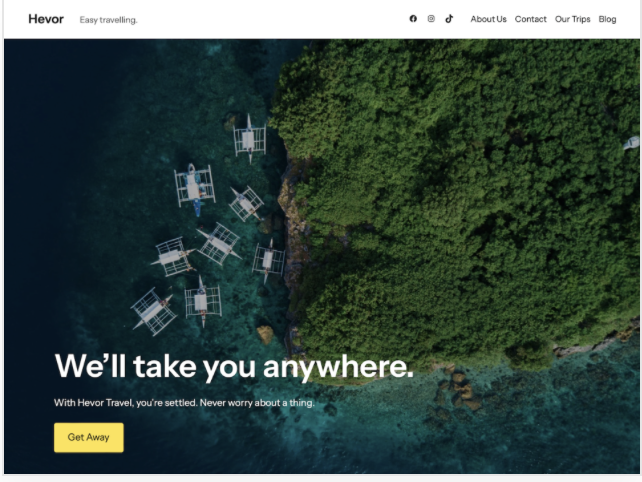 Hevor
Easy travelling.
About Us Contact Our Trips Blog
We’ll take you anywhere.
With Hevor Travel, you’re settled. Never worry about a thing.
Get Away